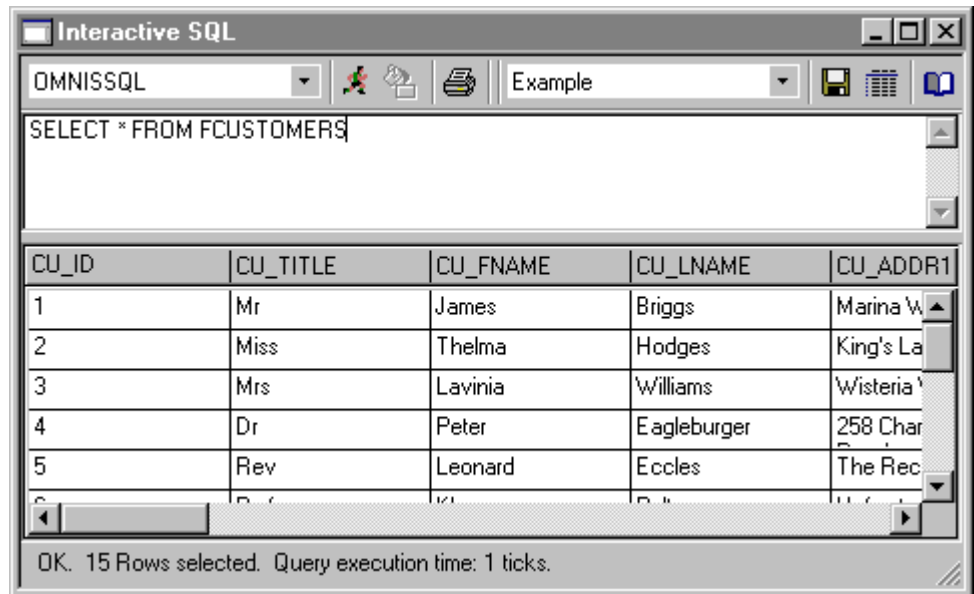 Interactive SQL
OMNISSQL Example
SELECT * FROM FCUSTOMERS
CU_ID CU_TITLE CU_FNAME CU_LNAME CU_ADDR1
1 Mr James Briggs Marina W
2 Miss Thelma Hodges King's La
3 Mrs Lavinia Williams Wisteria
4 Dr Peter Eagleburger 258 Char
5 Rev Leonard Eccles The Rec
OK. 15 Rows selected. Query execution time: 1 ticks.